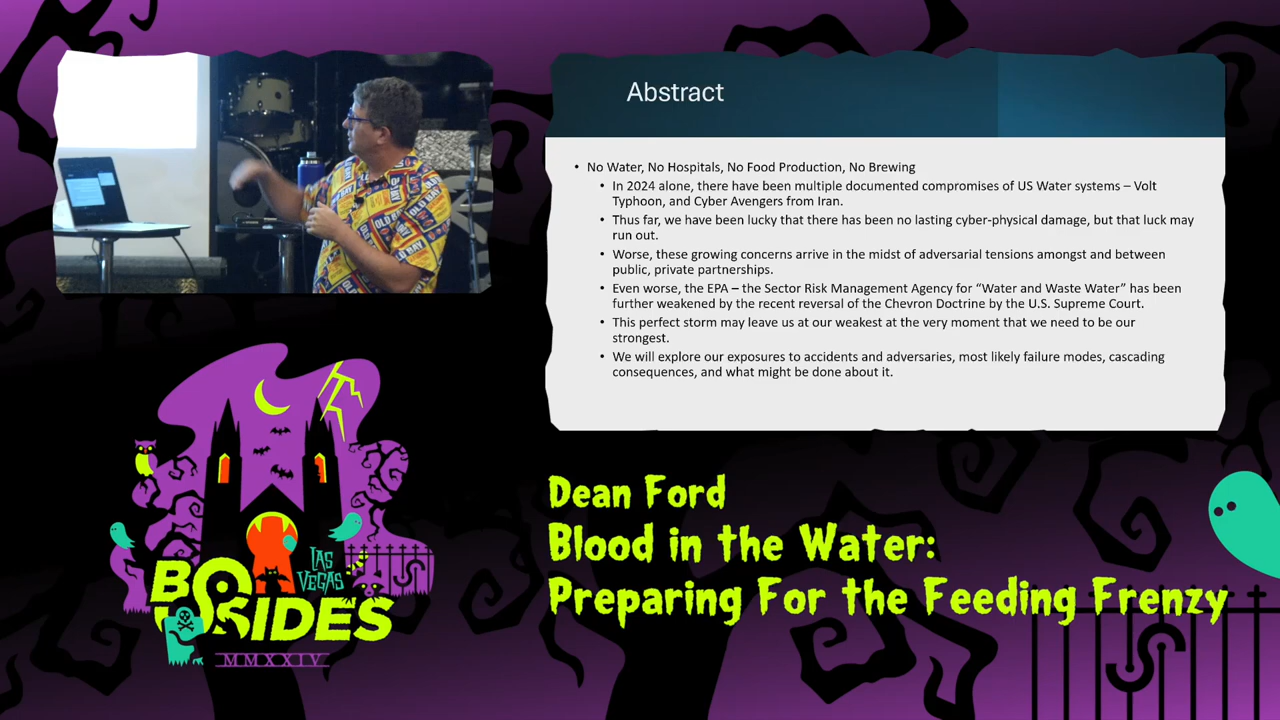 Abstract
• No Water, No Hospitals, No Food Production, No Brewing
• In 2024 alone, there have been multiple documented compromises of US Water systems – Volt
Typhoon, and Cyber Avengers from Iran.
• Thus far, we have been lucky that there has been no lasting cyber-physical damage, but that luck may
run out.
• Worse, these growing concerns arrive in the midst of adversarial tensions amongst and between
public, private partnerships.
• Even worse, the EPA – the Sector Risk Management Agency for “Water and Waste Water” has been
further weakened by the recent reversal of the Chevron Doctrine by the U.S. Supreme Court.
• This perfect storm may leave us at our weakest at the very moment that we need to be our
strongest.
• We will explore our exposures to accidents and adversaries, most likely failure modes, cascading
consequences, and what might be done about it.
OLD BAY
Dean Ford
Blood in the Water:
Preparing For the Feeding Frenzy
LAS
VEGAS
BSIDES
MMXXIV